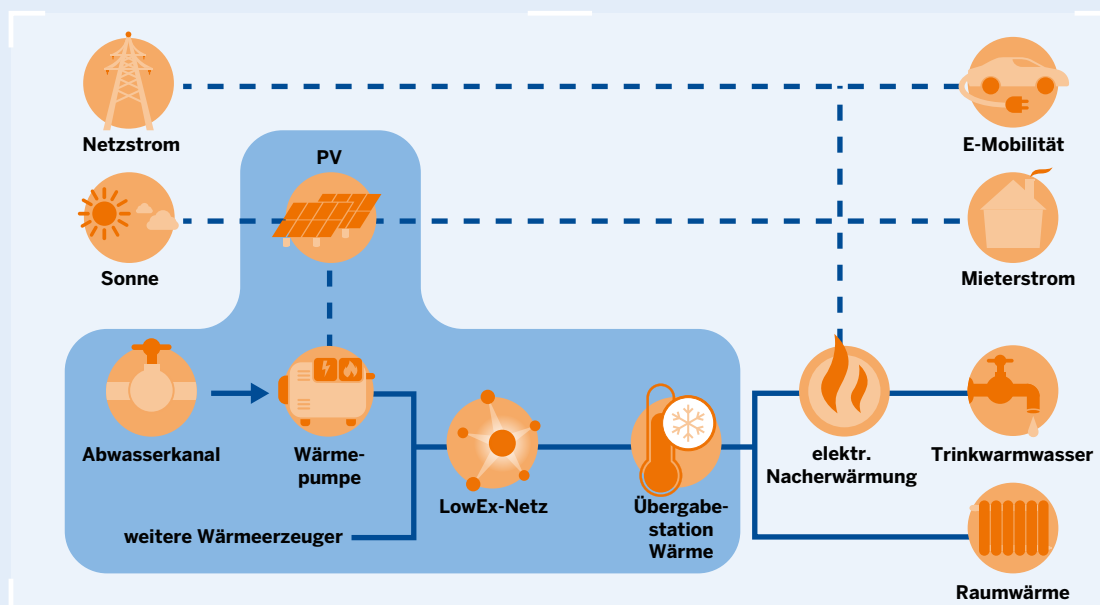 Netzstrom
E-Mobilität
PV
Sonne
Mieterstrom
Abwasserkanal
Wärme-
pumpe
LowEx-Netz
Übergabe-
station
Wärme
elektr.
Nacherwärmung
Trinkwarmwasser
weitere Wärmeerzeuger
Raumwärme